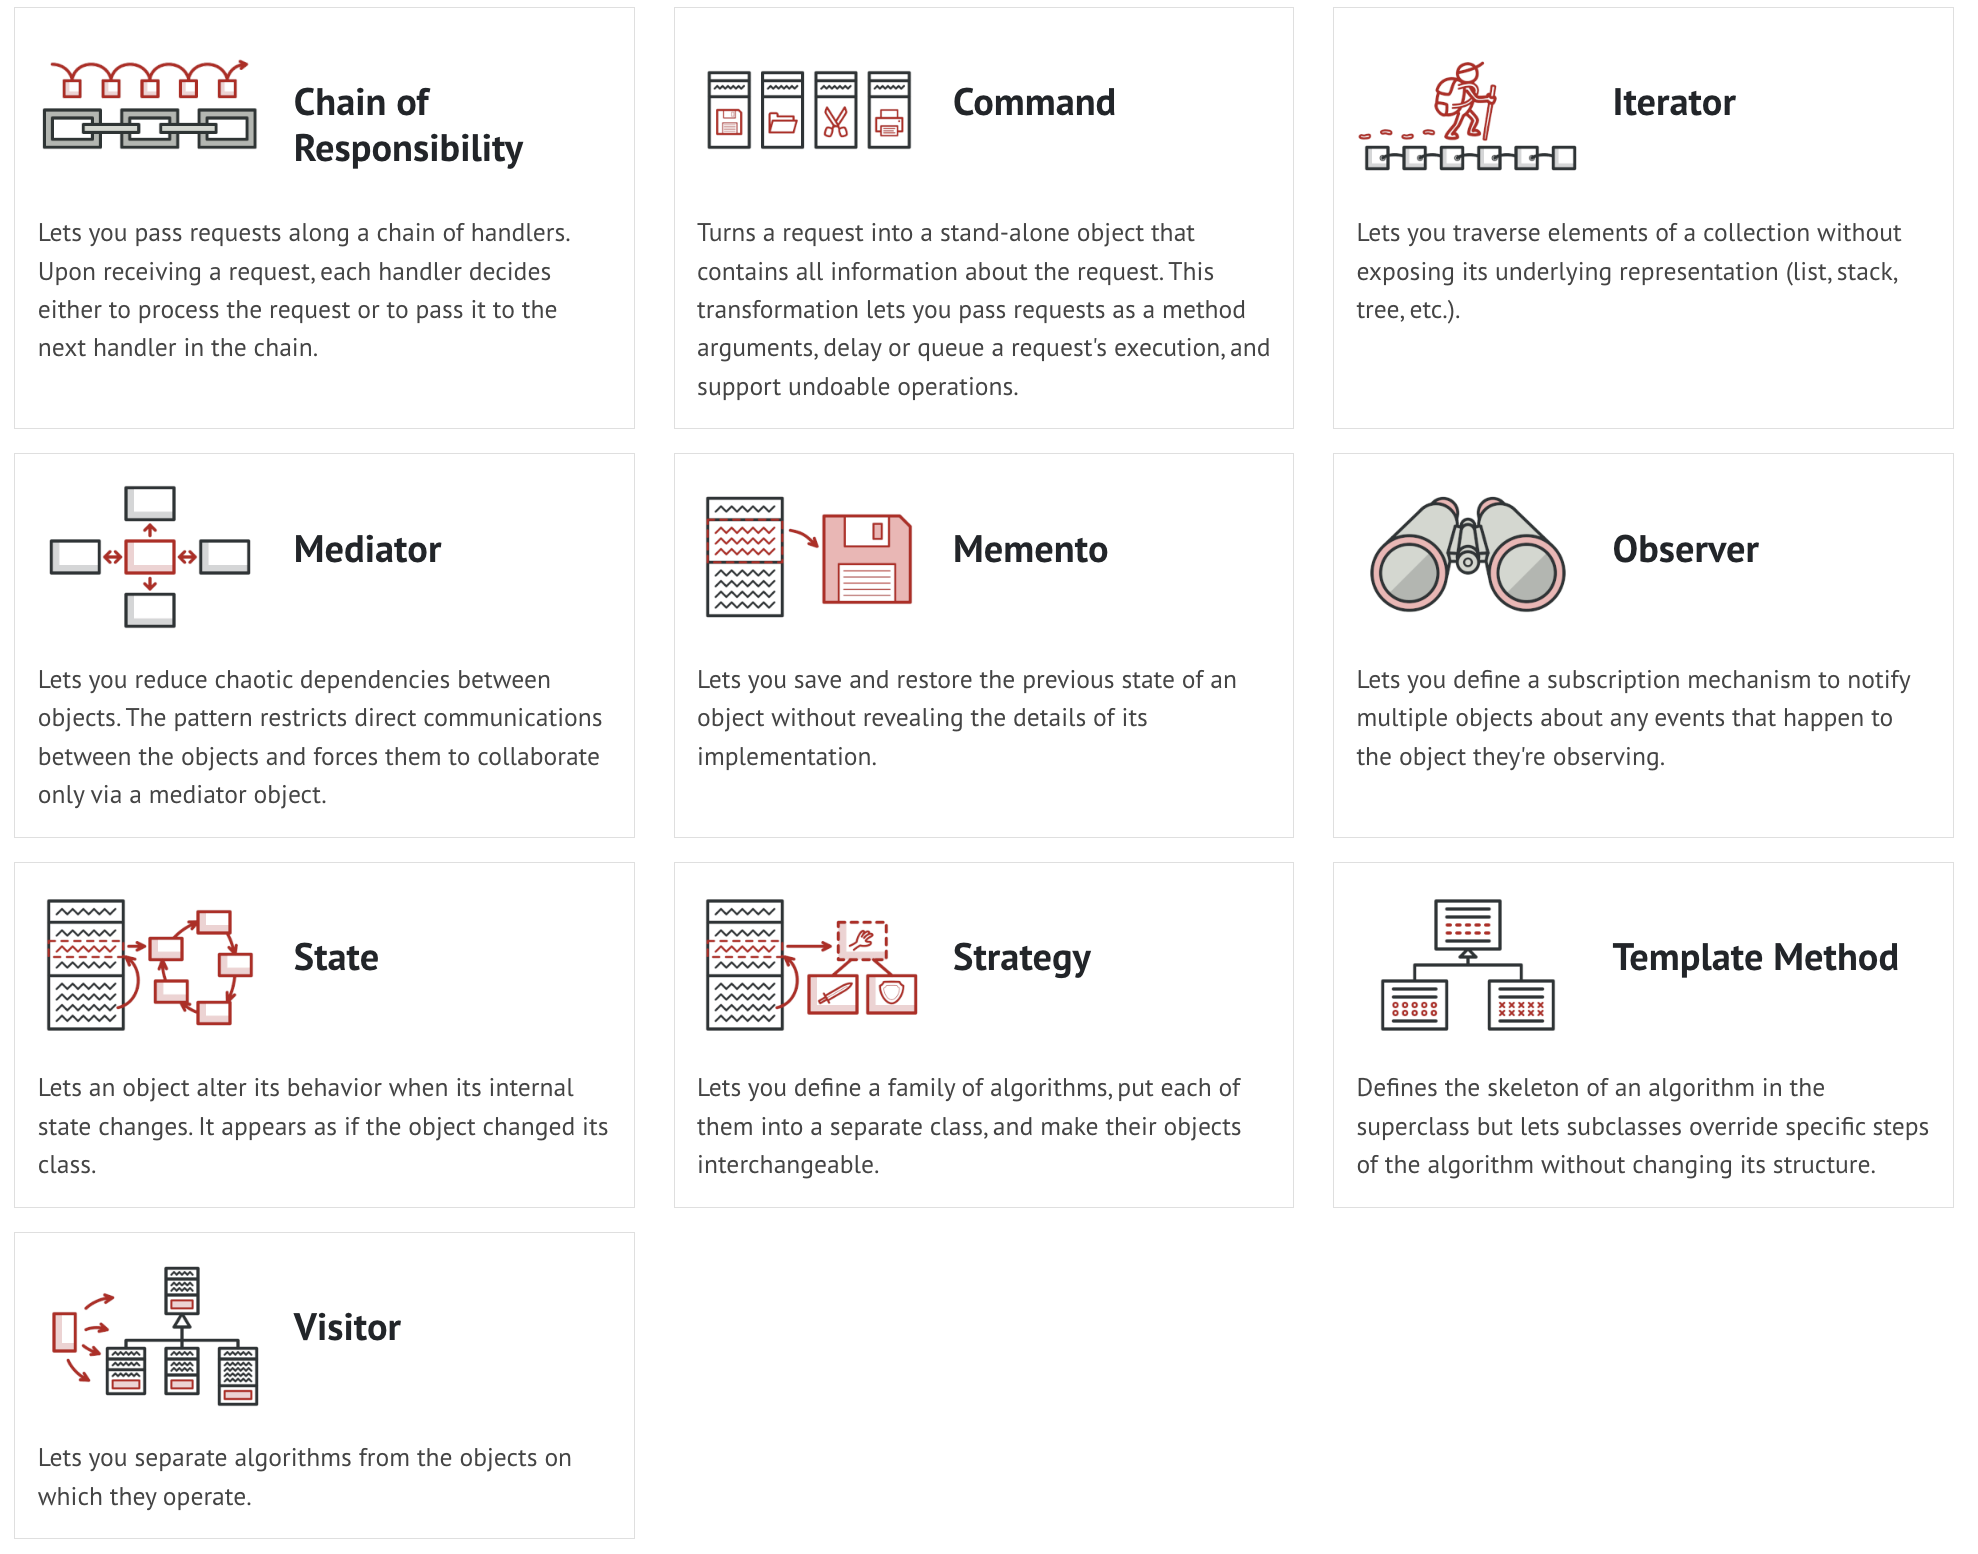 Chain of
Responsibility
Lets you pass requests along a chain of handlers.
Upon receiving a request, each handler decides
either to process the request or to pass it to the
next handler in the chain.
Command
Turns a request into a stand-alone object that
contains all information about the request. This
transformation lets you pass requests as a method
arguments, delay or queue a request's execution, and
support undoable operations.
Iterator
Lets you traverse elements of a collection without
exposing its underlying representation (list, stack,
tree, etc.).
Mediator
Lets you reduce chaotic dependencies between
objects. The pattern restricts direct communications
between the objects and forces them to collaborate
only via a mediator object.
Memento
Lets you save and restore the previous state of an
object without revealing the details of its
implementation.
Observer
Lets you define a subscription mechanism to notify
multiple objects about any events that happen to
the object they're observing.
State
Lets an object alter its behavior when its internal
state changes. It appears as if the object changed its
class.
Strategy
Lets you define a family of algorithms, put each of
them into a separate class, and make their objects
interchangeable.
Template Method
Defines the skeleton of an algorithm in the
superclass but lets subclasses override specific steps
of the algorithm without changing its structure.
Visitor
Lets you separate algorithms from the objects on
which they operate.